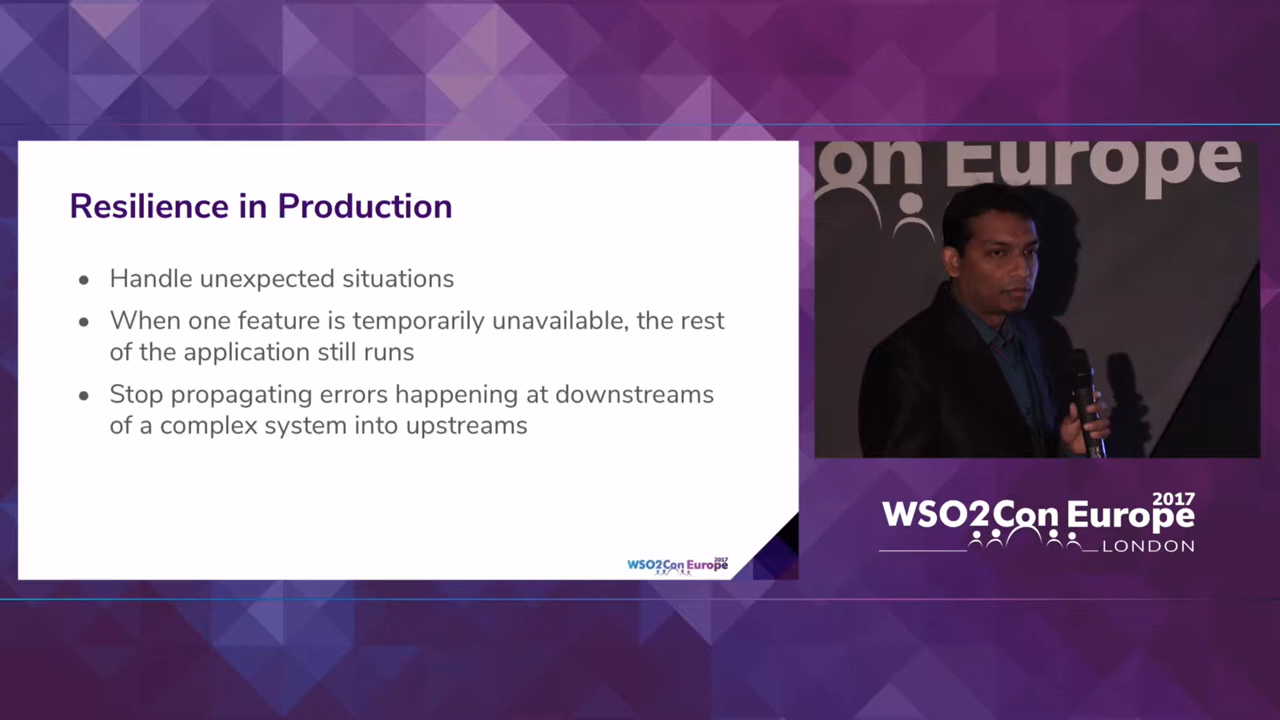 Resilience in Production
● Handle unexpected situations
● When one feature is temporarily unavailable, the rest
of the application still runs
● Stop propagating errors happening at downstreams
of a complex system into upstreams
WSO2Con Europe 2017
on Europe
2017
WSO2Con Europe
LONDON